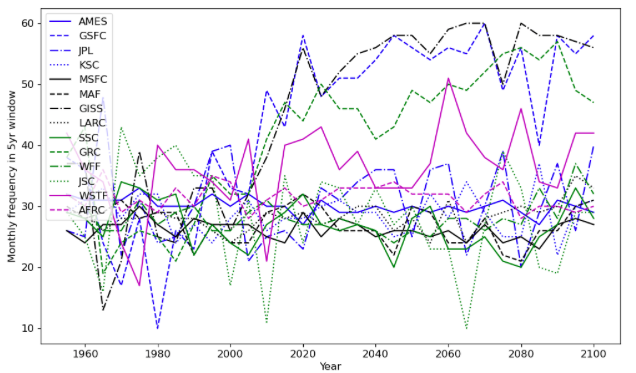 60
50
40
30
20
10
Monthly frequency in 5yr window
AMES
GSFC
JPL
KSC
MSFC
MAF
GISS
LARC
SSC
GRC
WFF
JSC
WSTF
AFRC
1960
1980
2000
2020
2040
2060
2080
2100
Year